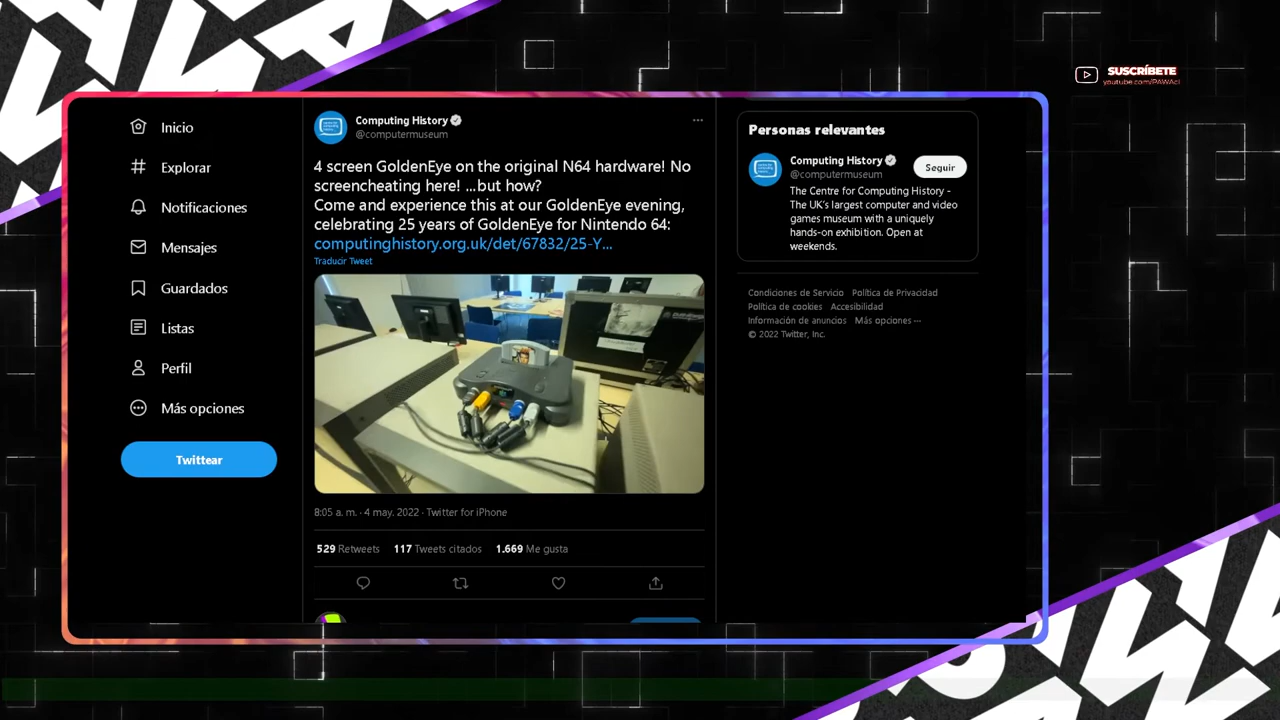 SUSCRÍBETE
youtube.com/PAWAcl
Inicio
Explorar
Notificaciones
Mensajes
Guardados
Listas
Perfil
Más opciones
Twittear
Computing History
@computermuseum
4 screen GoldenEye on the original N64 hardware! No
screencheating here! ...but how?
Come and experience this at our GoldenEye evening,
celebrating 25 years of GoldenEye for Nintendo 64:
computinghistory.org.uk/det/67832/25-Y...
Traducir Tweet
8:05 a. m. · 4 may. 2022 · Twitter for iPhone
529 Retweets 117 Tweets citados 1.669 Me gusta
Personas relevantes
Computing History
@computermuseum
Seguir
The Centre for Computing History -
The UK's largest computer and video
games museum with a uniquely
hands-on exhibition. Open at
weekends.
Condiciones de Servicio Política de Privacidad
Política de cookies Accesibilidad
Información de anuncios Más opciones ···
© 2022 Twitter, Inc.